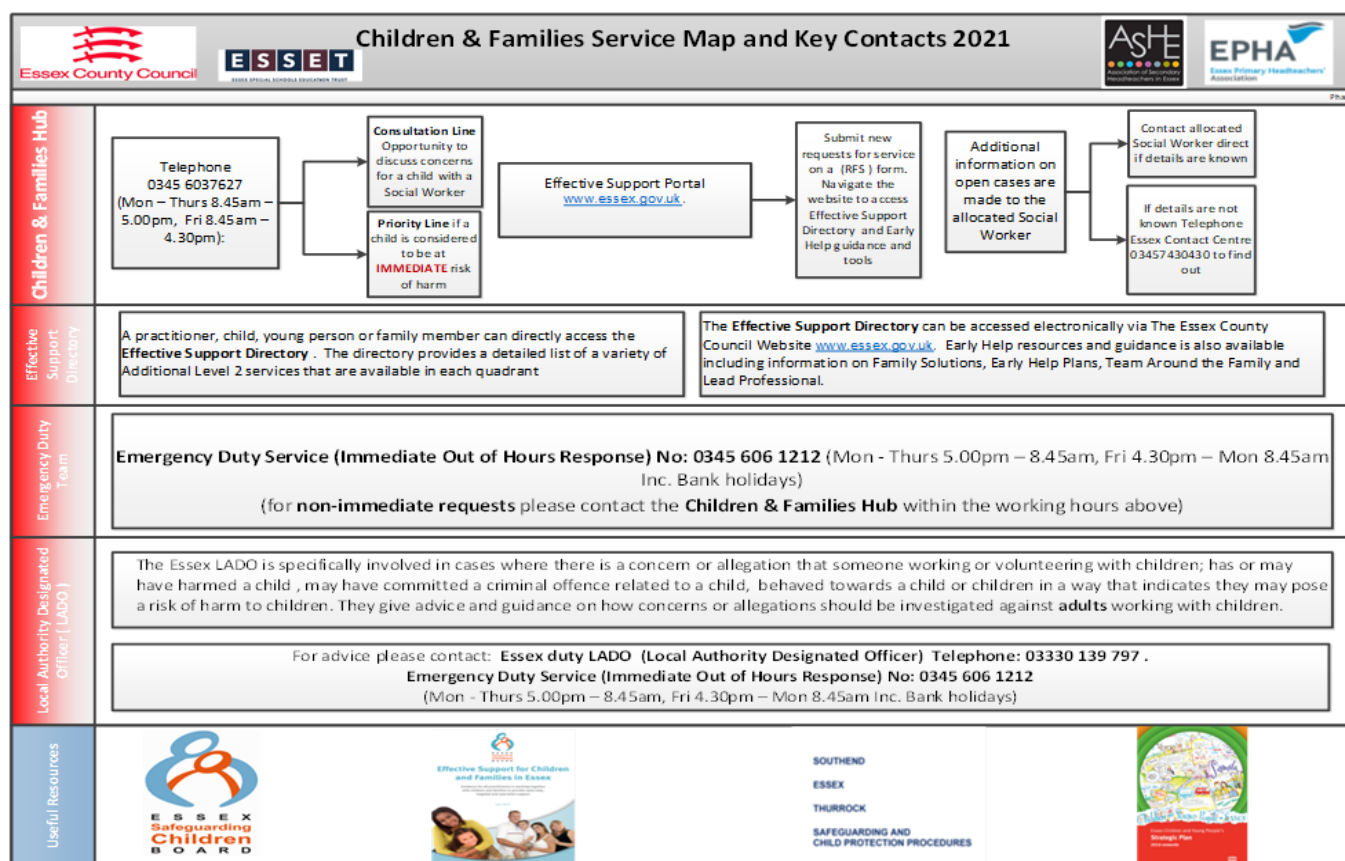 Children & Families Service Map and Key Contacts 2021
Essex County Council
ESSET
ESSEX SPECIAL SCHOOLS EDUCATION TRUST
ASHE
Association of Secondary
Headteachers in Essex
EPHA
Essex Primary Headteachers'
Association
Pha
Children & Families Hub
Telephone
0345 6037627
(Mon – Thurs 8.45am –
5.00pm, Fri 8.45am –
4.30pm):
Consultation Line
Opportunity to
discuss concerns
for a child with a
Social Worker
Priority Line if a
child is considered
to be at
IMMEDIATE risk
of harm
Effective Support Portal
www.essex.gov.uk .
Submit new
requests for service
on a (RFS ) form.
Navigate the
website to access
Effective Support
Directory and Early
Help guidance and
tools
Additional
information on
open cases are
made to the
allocated Social
Worker
Contact allocated
Social Worker direct
if details are known
If details are not
known Telephone
Essex Contact Centre
03457430430 to find
out
Effective
Support
Directory
A practitioner, child, young person or family member can directly access the
Effective Support Directory . The directory provides a detailed list of a variety of
Additional Level 2 services that are available in each quadrant
The Effective Support Directory can be accessed electronically via The Essex County
Council Website www.essex.gov.uk. Early Help resources and guidance is also available
including information on Family Solutions, Early Help Plans, Team Around the Family and
Lead Professional.
Emergency Duty
Team
Emergency Duty Service (Immediate Out of Hours Response) No: 0345 606 1212 (Mon - Thurs 5.00pm – 8.45am, Fri 4.30pm – Mon 8.45am
Inc. Bank holidays)
(for non-immediate requests please contact the Children & Families Hub within the working hours above)
Local Authority Designated
Officer ( LADO )
The Essex LADO is specifically involved in cases where there is a concern or allegation that someone working or volunteering with children; has or may
have harmed a child , may have committed a criminal offence related to a child, behaved towards a child or children in a way that indicates they may pose
a risk of harm to children. They give advice and guidance on how concerns or allegations should be investigated against adults working with children.
For advice please contact: Essex duty LADO (Local Authority Designated Officer) Telephone: 03330 139 797 .
Emergency Duty Service (Immediate Out of Hours Response) No: 0345 606 1212
(Mon - Thurs 5.00pm – 8.45am, Fri 4.30pm – Mon 8.45am Inc. Bank holidays)
Useful Resources
ESSEX
Safeguarding
Children
BOARD
Effective Support for Children
and Families in Essex
SOUTHEND
ESSEX
THURROCK
SAFEGUARDING AND
CHILD PROTECTION PROCEDURES
Essex Children and Young People's
Strategic Plan